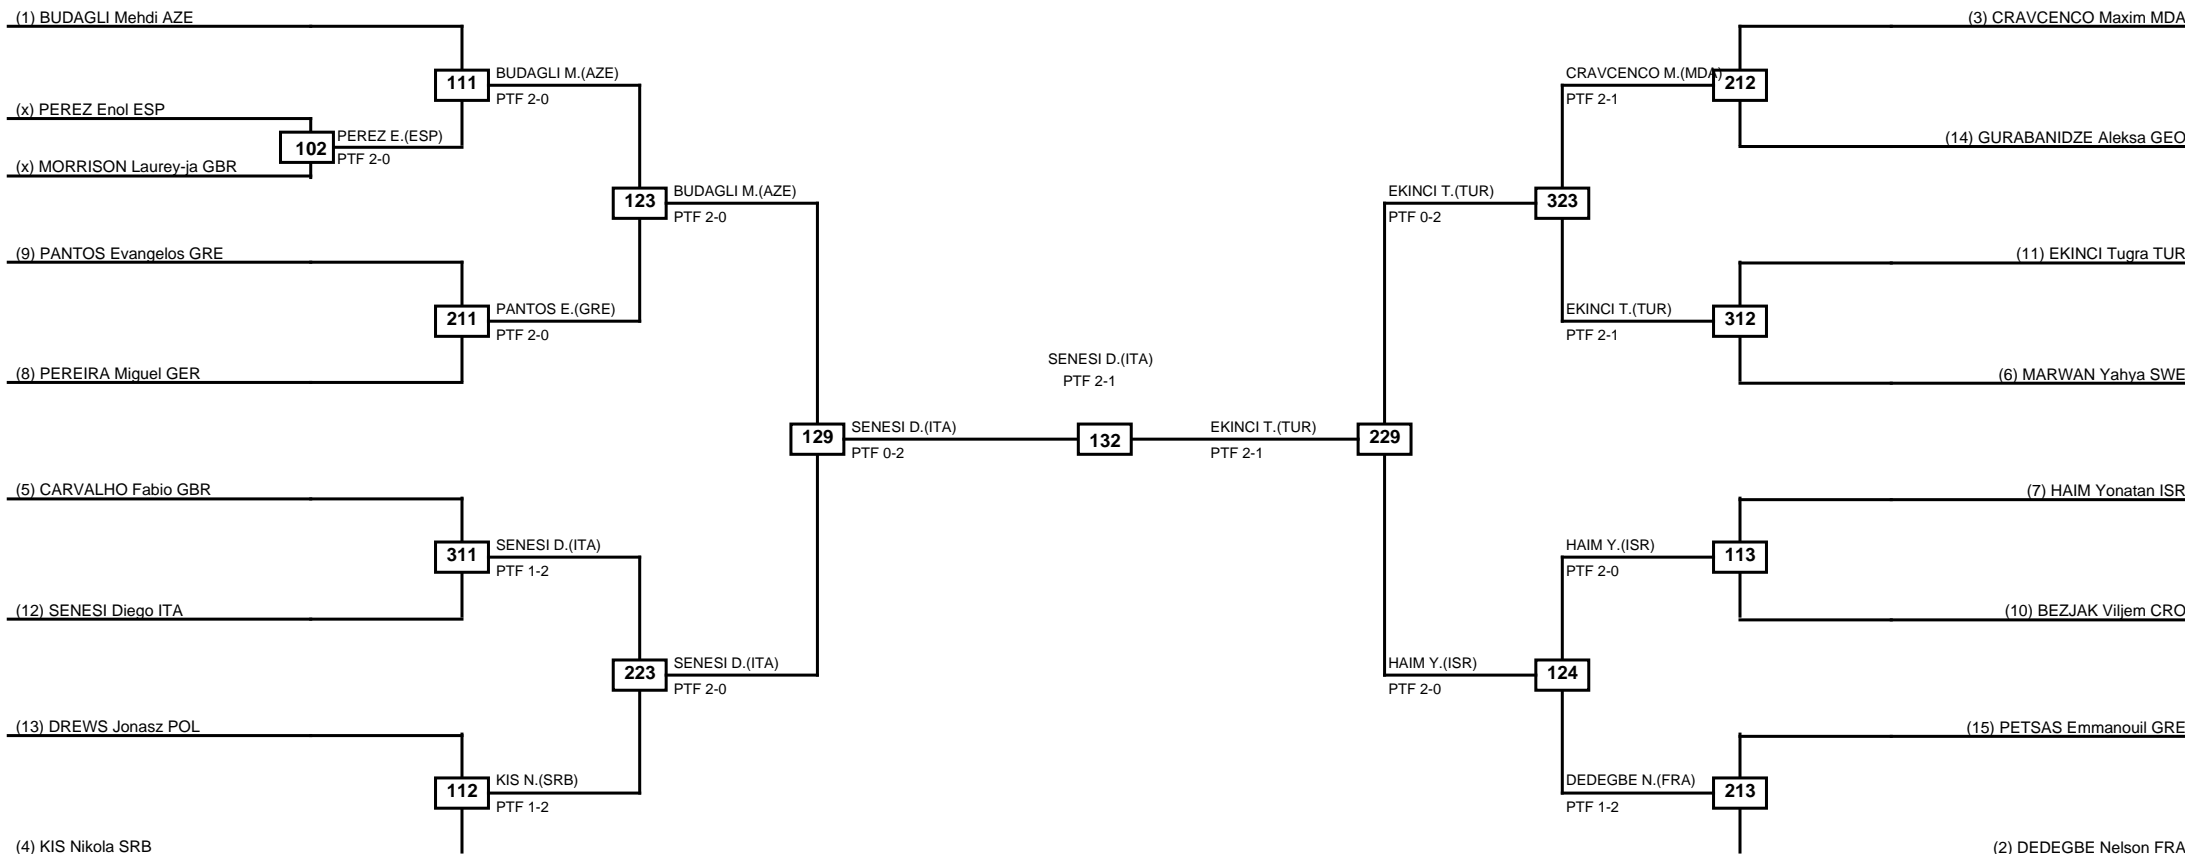 (1) BUDAGLI Mehdi AZE
(x) PEREZ Enol ESP
(x) MORRISON Laurey-ja GBR
(9) PANTOS Evangelos GRE
(8) PEREIRA Miguel GER
(5) CARVALHO Fabio GBR
(12) SENESI Diego ITA
(13) DREWS Jonasz POL
(4) KIS Nikola SRB
102
PEREZ E.(ESP)
PTF 2-0
111
BUDAGLI M.(AZE)
PTF 2-0
211
PANTOS E.(GRE)
PTF 2-0
311
SENESI D.(ITA)
PTF 1-2
112
KIS N.(SRB)
PTF 1-2
123
BUDAGLI M.(AZE)
PTF 2-0
223
SENESI D.(ITA)
PTF 2-0
129
SENESI D.(ITA)
PTF 0-2
SENESI D.(ITA)
PTF 2-1
132
EKINCI T.(TUR)
PTF 2-1
229
EKINCI T.(TUR)
PTF 0-2
323
HAIM Y.(ISR)
PTF 2-0
124
CRAVCENCO M.(MDA)
PTF 2-1
212
EKINCI T.(TUR)
PTF 2-1
312
HAIM Y.(ISR)
PTF 2-0
113
DEDEGBE N.(FRA)
PTF 1-2
213
(3) CRAVCENCO Maxim MDA
(14) GURABANIDZE Aleksa GEO
(11) EKINCI Tugra TUR
(6) MARWAN Yahya SWE
(7) HAIM Yonatan ISR
(10) BEZJAK Viljem CRO
(15) PETSAS Emmanouil GRE
(2) DEDEGBE Nelson FRA